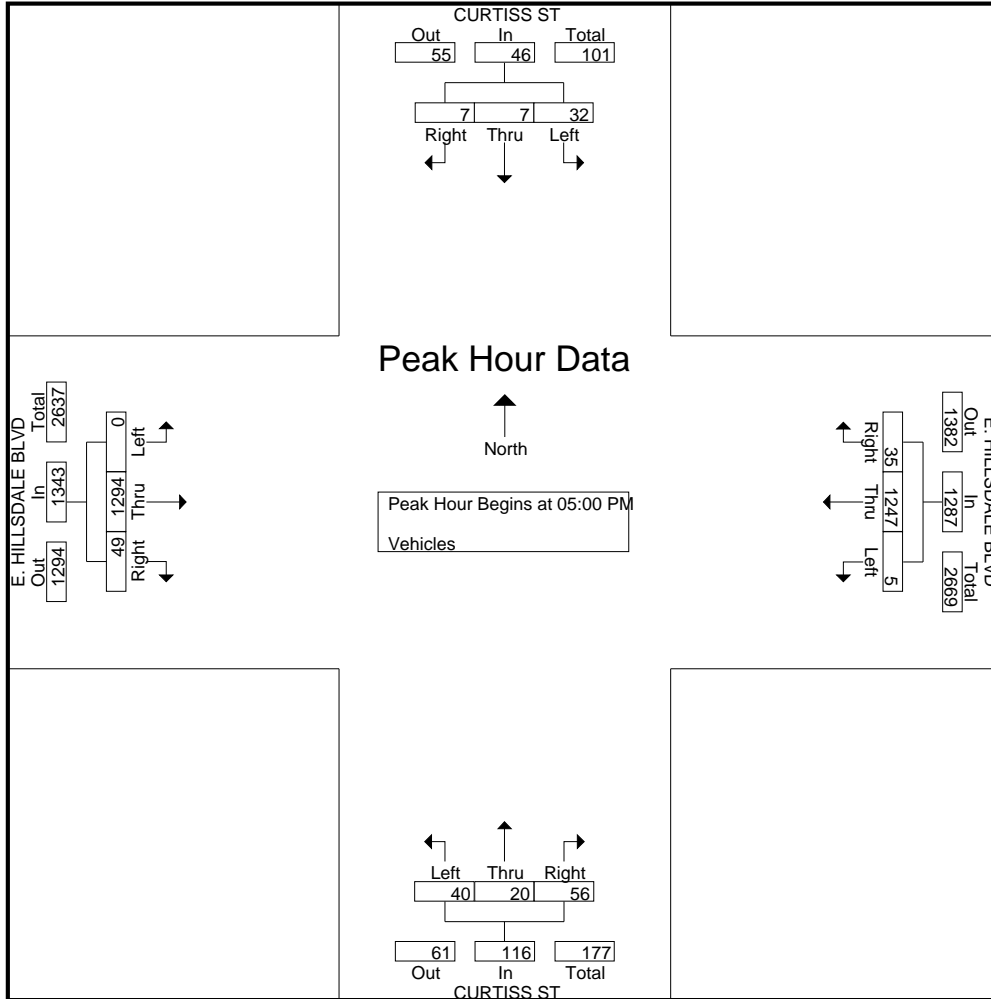 CURTISS ST
Out In Total
55 46 101
7 7 32
Right Thru Left
Peak Hour Data
North
Peak Hour Begins at 05:00 PM
Vehicles
E. HILLSDALE BLVD
Out In Total
1294 1343 2637
Left Thru Right
0 1294 49
E. HILLSDALE BLVD
Out In Total
1382 1287 2669
35 1247 5
Right Thru Left
Left Thru Right
40 20 56
61 116 177
Out In Total
CURTISS ST